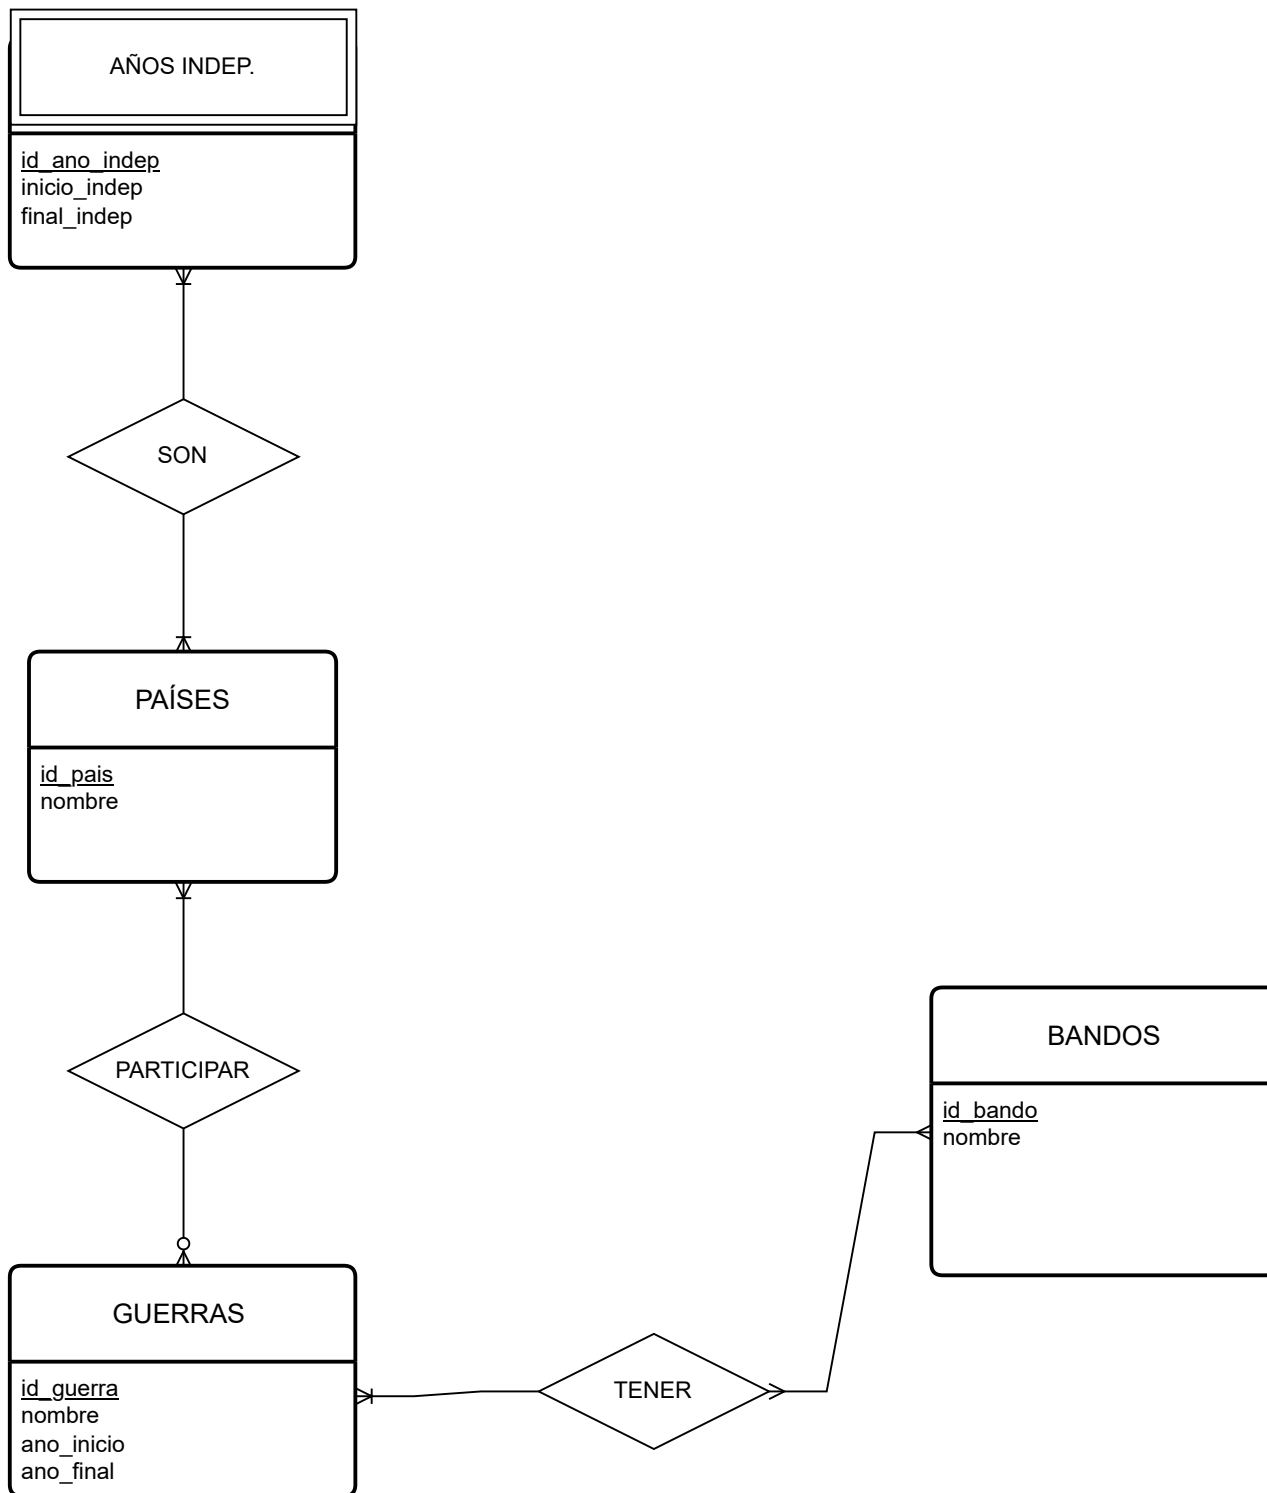 AÑOS INDEP.
id_ano_indep
inicio_indep
final_indep
SON
PAÍSES
id_pais
nombre
PARTICIPAR
BANDOS
id_bando
nombre
GUERRAS
id_guerra
nombre
ano_inicio
ano_final
TENER